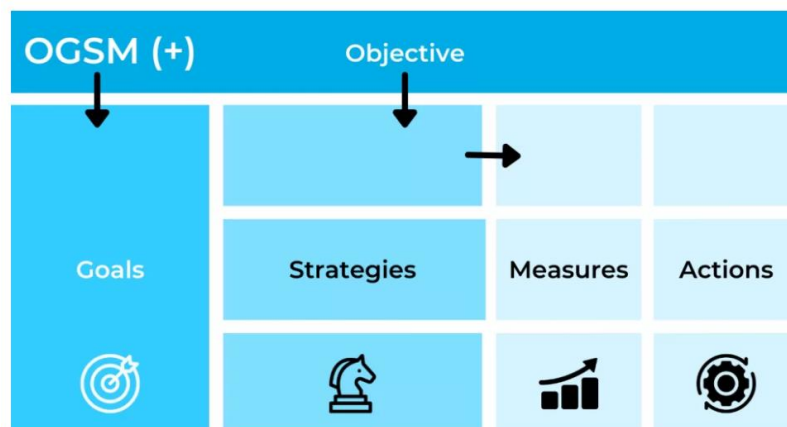 OGSM (+)
Objective
Goals
Strategies
Measures
Actions